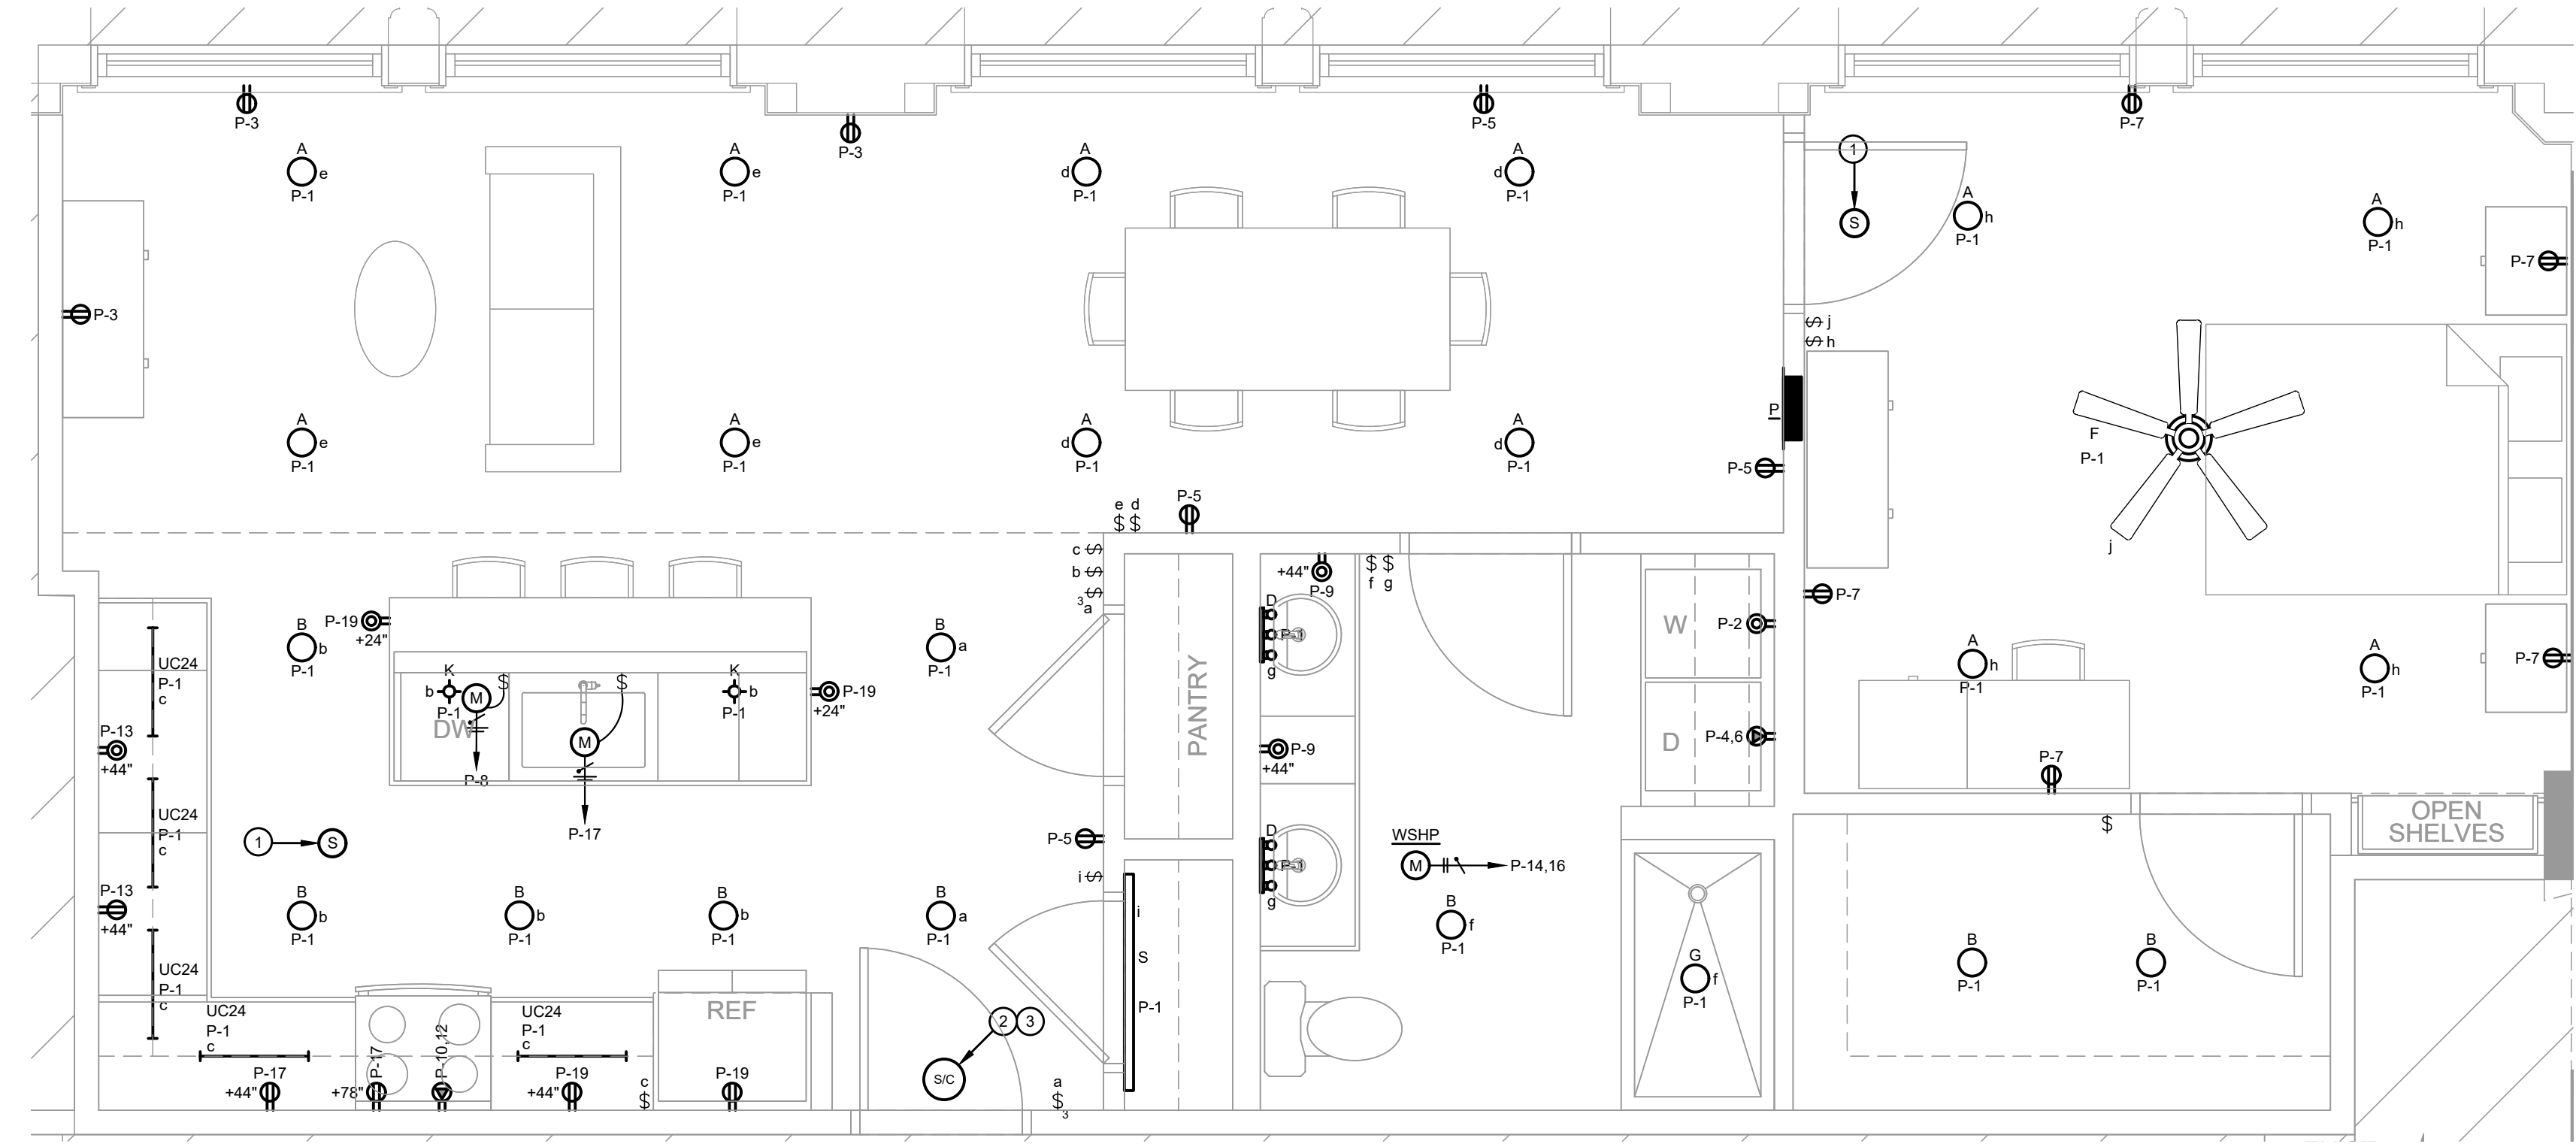 P-3
P-3
P-5
P-7
A
e
P-1
A
e
P-1
A
d
P-1
A
d
P-1
1
S
A
h
P-1
A
h
P-1
P-7
P-3
$ j
$ h
A
e
P-1
A
e
P-1
A
d
P-1
A
d
P-1
P
P-5
F
P-1
j
e d
$ $
P-5
c $
b $
$
3a
+44"
P-9
$ $
f g
P-7
P-19
+24"
B
b
P-1
B
a
P-1
D
g
W
P-2
A
h
P-1
A
h
P-1
P-7
UC24
P-1
c
K
b
P-1
M
$
DW
P-8
$
M
P-17
K
b
P-1
P-19
+24"
PANTRY
P-9
+44"
D
P-4,6
P-7
P-13
+44"
UC24
P-1
c
1
S
P-5
D
g
WSHP
M
P-14,16
$
OPEN
SHELVES
P-13
+44"
B
b
P-1
B
b
P-1
B
b
P-1
B
a
P-1
i $
i
S
P-1
B
f
P-1
G
f
P-1
B
P-1
B
P-1
UC24
P-1
c
UC24
P-1
c
UC24
P-1
c
REF
2
3
S/C
P-17
+44"
P-17
+78"
P-10,12
P-19
+44"
c
$
P-19
a
$
3